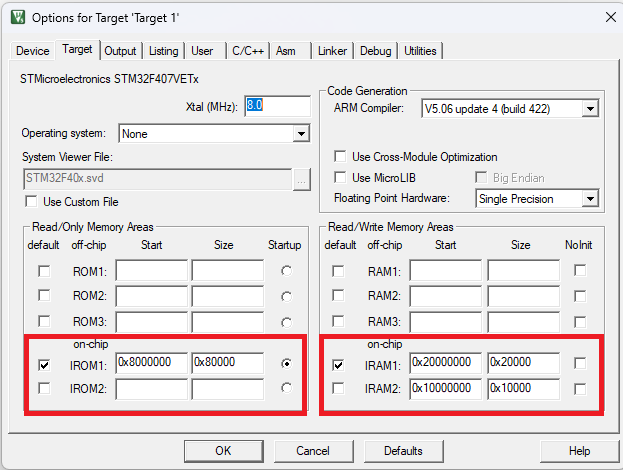 Options for Target 'Target 1'
Device Target Output Listing User C/C++ Asm Linker Debug Utilities
STMicroelectronics STM32F407VETx
Xtal (MHz): 8.0
Operating system: None
System Viewer File:
STM32F40x.svd ...
Use Custom File
Code Generation
ARM Compiler: V5.06 update 4 (build 422)
Use Cross-Module Optimization
Use MicroLIB Big Endian
Floating Point Hardware: Single Precision
Read/Only Memory Areas
default off-chip Start Size Startup
ROM1:
ROM2:
ROM3:
on-chip
IROM1: 0x8000000 0x80000
IROM2:
Read/Write Memory Areas
default off-chip Start Size NoInit
RAM1:
RAM2:
RAM3:
on-chip
IRAM1: 0x20000000 0x20000
IRAM2: 0x10000000 0x10000
OK Cancel Defaults Help